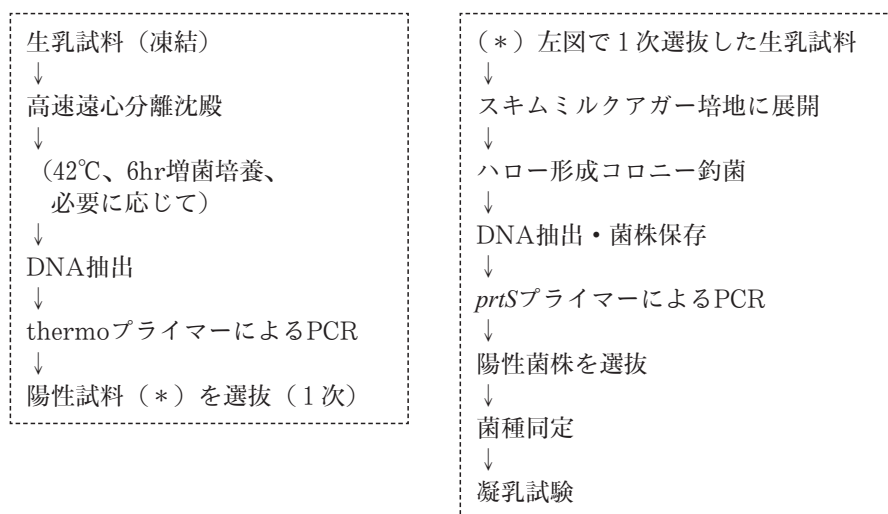 生乳試料（凍結）
↓
高速遠心分離沈殿
↓
（42℃、6hr増菌培養、
必要に応じて）
↓
DNA抽出
↓
thermoプライマーによるPCR
↓
陽性試料（＊）を選抜（１次）
（＊）左図で１次選抜した生乳試料
↓
スキムミルクアガー培地に展開
↓
ハロー形成コロニー釣菌
↓
DNA抽出・菌株保存
↓
prtSプライマーによるPCR
↓
陽性菌株を選抜
↓
菌種同定
↓
凝乳試験